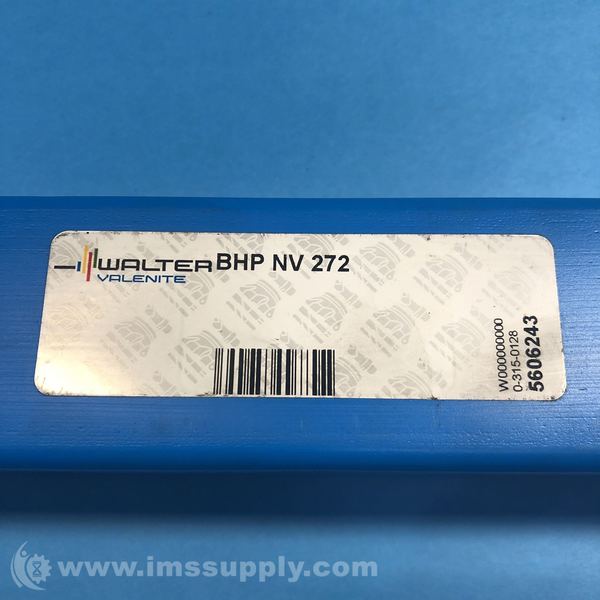 WALTER BHP NV 272
VALENITE
W000000000
0-315-0128
5606243
www.imssupply.com